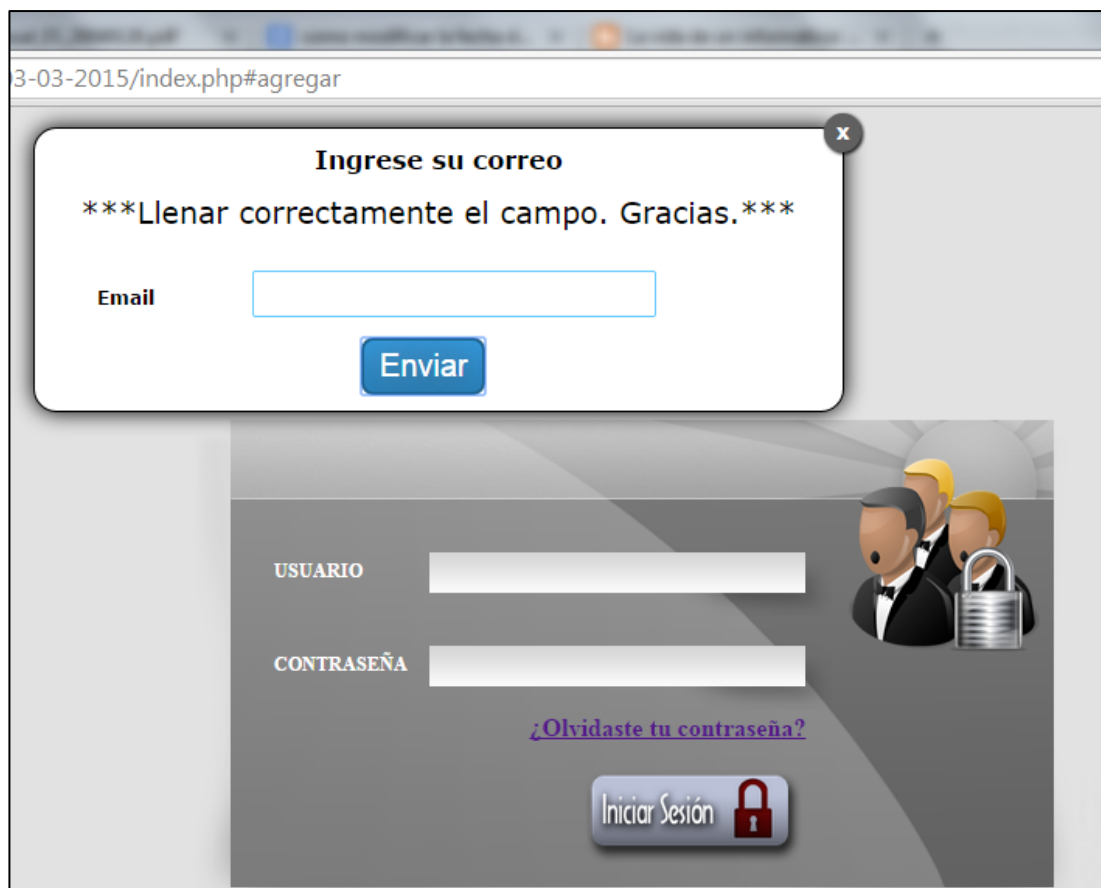 3-03-2015/index.php#agregar
x
Ingrese su correo
***Llenar correctamente el campo. Gracias.***
Email
Enviar
USUARIO
CONTRASEÑA
¿Olvidaste tu contraseña?
Iniciar Sesión